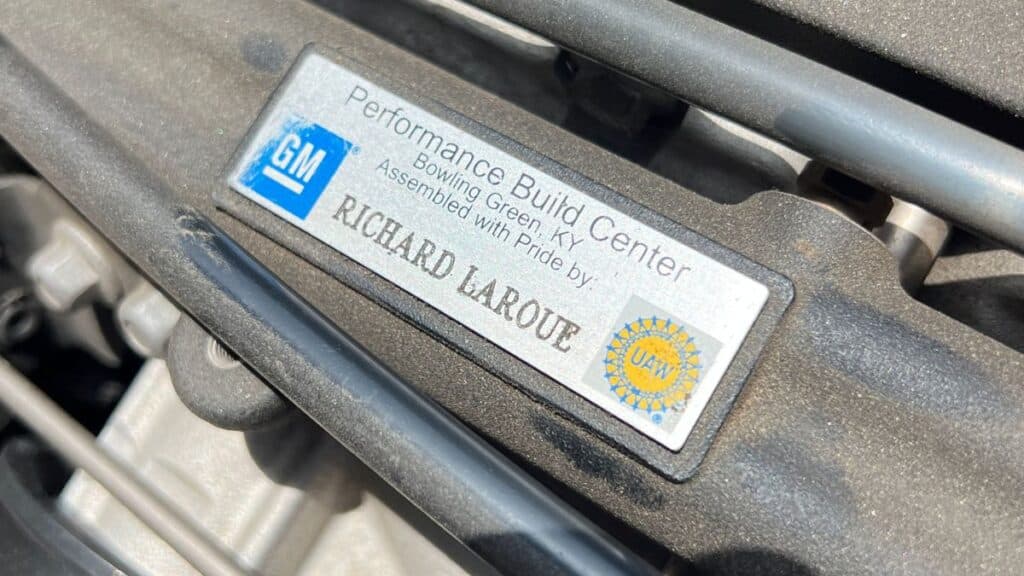 GM
Performance Build Center
Bowling Green, KY
Assembled with Pride by:
RICHARD LAROUE
UAW